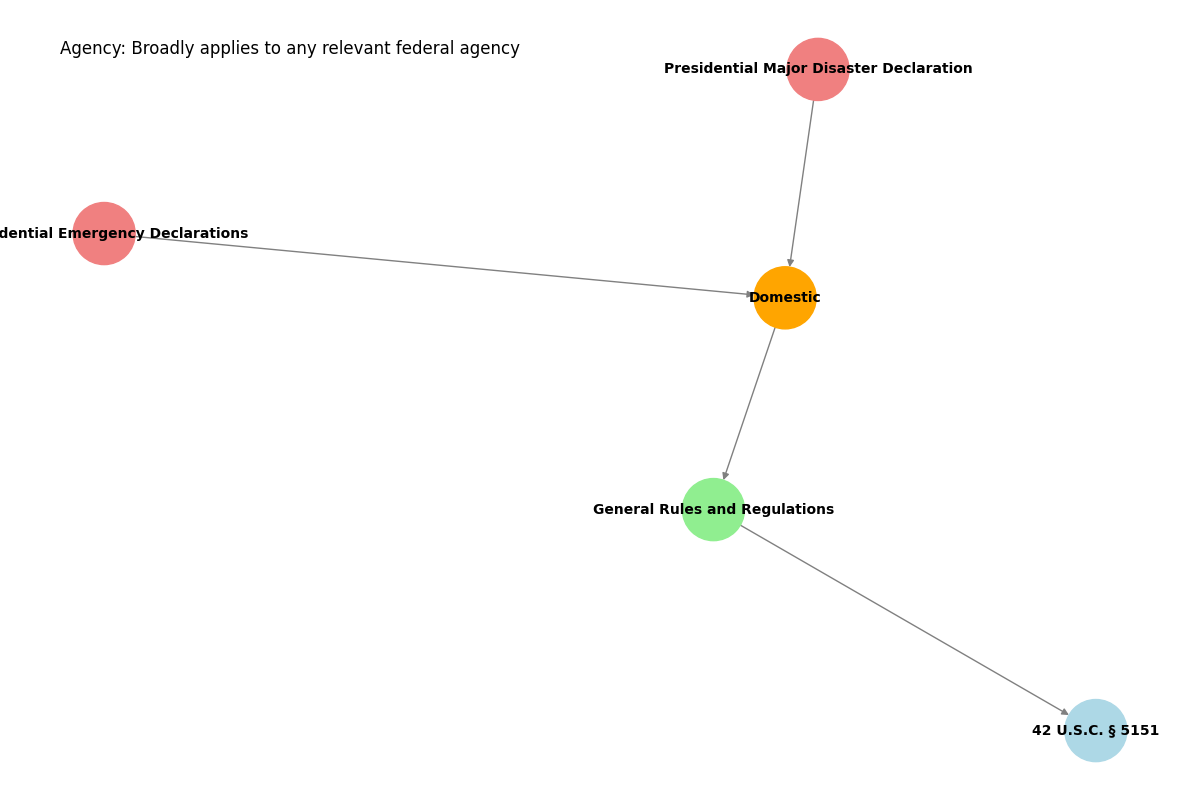 Agency: Broadly applies to any relevant federal agency
Presidential Major Disaster Declaration
dential Emergency Declarations
Domestic
General Rules and Regulations
42 U.S.C. § 5151